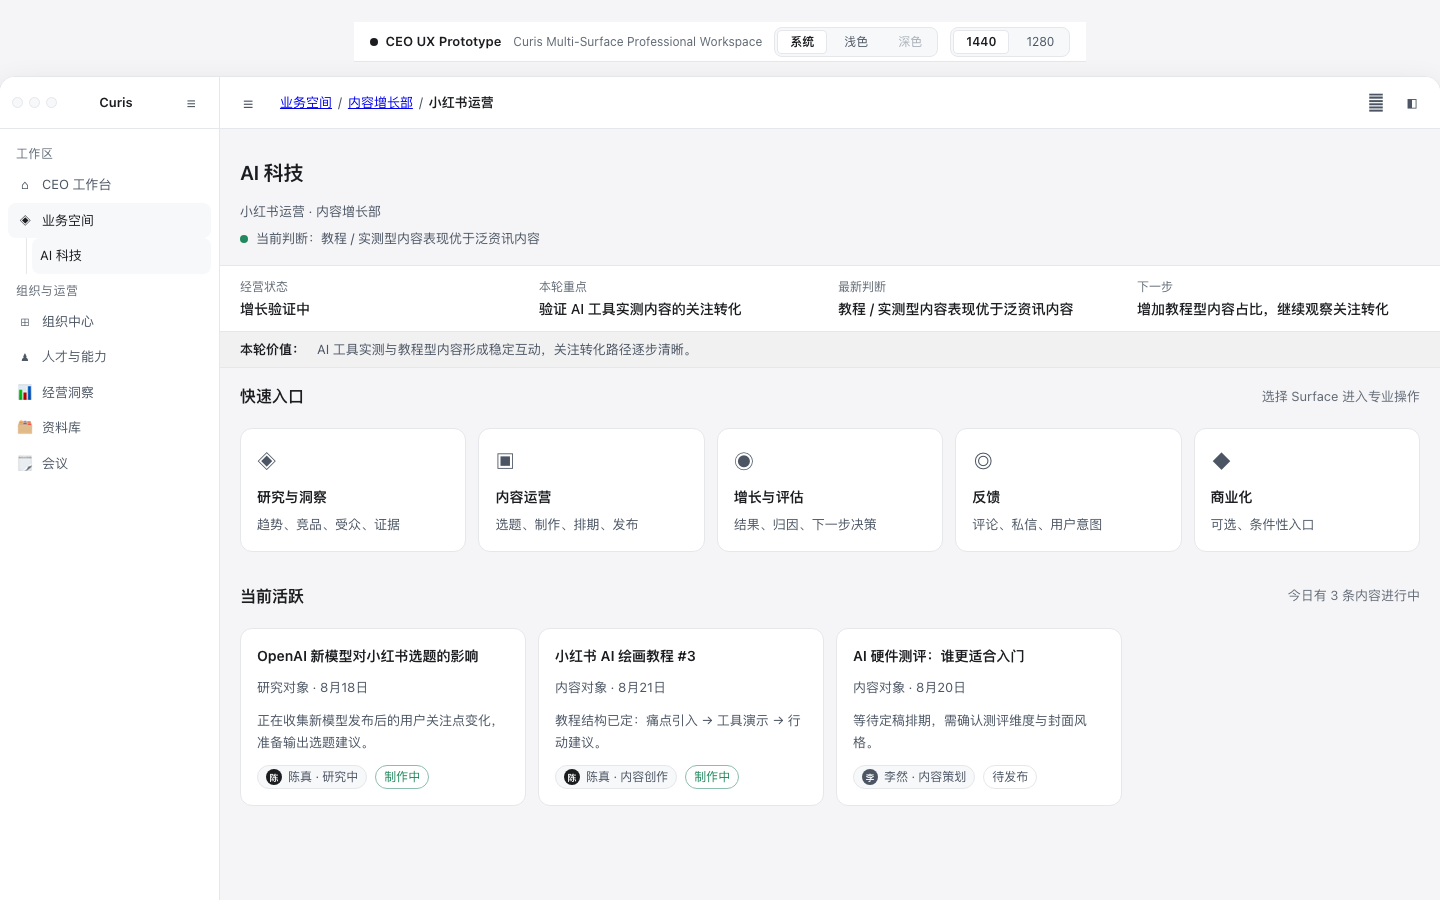 CEO UX Prototype Curis Multi-Surface Professional Workspace 系统 浅色 深色 1440 1280
Curis
业务空间 / 内容增长部 / 小红书运营
工作区
CEO 工作台
业务空间
AI 科技
组织与运营
组织中心
人才与能力
经营洞察
资料库
会议
AI 科技
小红书运营 · 内容增长部
当前判断：教程 / 实测型内容表现优于泛资讯内容
经营状态
增长验证中
本轮重点
验证 AI 工具实测内容的关注转化
最新判断
教程 / 实测型内容表现优于泛资讯内容
下一步
增加教程型内容占比，继续观察关注转化
本轮价值： AI 工具实测与教程型内容形成稳定互动，关注转化路径逐步清晰。
快速入口
选择 Surface 进入专业操作
研究与洞察
趋势、竞品、受众、证据
内容运营
选题、制作、排期、发布
增长与评估
结果、归因、下一步决策
反馈
评论、私信、用户意图
商业化
可选、条件性入口
当前活跃
今日有 3 条内容进行中
OpenAI 新模型对小红书选题的影响
研究对象 · 8月18日
正在收集新模型发布后的用户关注点变化，
准备输出选题建议。
陈 陈真 · 研究中 制作中
小红书 AI 绘画教程 #3
内容对象 · 8月21日
教程结构已定：痛点引入 → 工具演示 → 行
动建议。
陈 陈真 · 内容创作 制作中
AI 硬件测评：谁更适合入门
内容对象 · 8月20日
等待定稿排期，需确认测评维度与封面风
格。
李 李然 · 内容策划 待发布